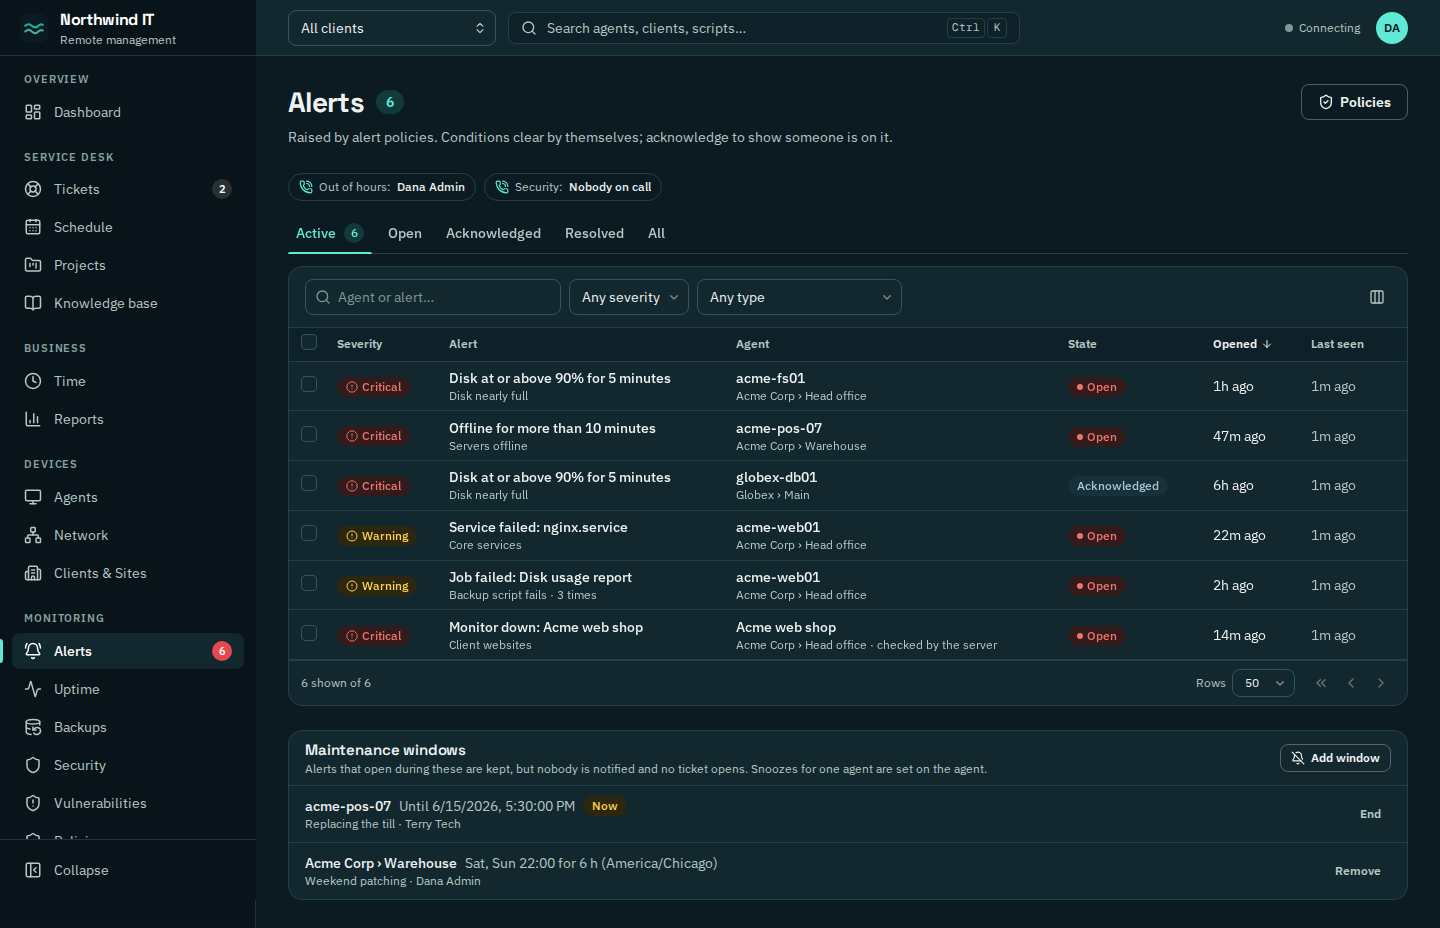 Northwind IT
Remote management
All clients
Search agents, clients, scripts...
Ctrl K
Connecting
DA
OVERVIEW
Dashboard
SERVICE DESK
Tickets 2
Schedule
Projects
Knowledge base
BUSINESS
Time
Reports
DEVICES
Agents
Network
Clients & Sites
MONITORING
Alerts 6
Uptime
Backups
Security
Vulnerabilities
Collapse
Alerts 6
Policies
Raised by alert policies. Conditions clear by themselves; acknowledge to show someone is on it.
Out of hours: Dana Admin
Security: Nobody on call
Active 6 Open Acknowledged Resolved All
Agent or alert...
Any severity
Any type
Severity Alert Agent State Opened Last seen
Critical Disk at or above 90% for 5 minutes acme-fs01 Open 1h ago 1m ago
Disk nearly full Acme Corp › Head office
Critical Offline for more than 10 minutes acme-pos-07 Open 47m ago 1m ago
Servers offline Acme Corp › Warehouse
Critical Disk at or above 90% for 5 minutes globex-db01 Acknowledged 6h ago 1m ago
Disk nearly full Globex › Main
Warning Service failed: nginx.service acme-web01 Open 22m ago 1m ago
Core services Acme Corp › Head office
Warning Job failed: Disk usage report acme-web01 Open 2h ago 1m ago
Backup script fails · 3 times Acme Corp › Head office
Critical Monitor down: Acme web shop Acme web shop Open 14m ago 1m ago
Client websites Acme Corp › Head office · checked by the server
6 shown of 6
Rows 50
Maintenance windows
Alerts that open during these are kept, but nobody is notified and no ticket opens. Snoozes for one agent are set on the agent.
Add window
acme-pos-07 Until 6/15/2026, 5:30:00 PM Now
Replacing the till · Terry Tech
End
Acme Corp › Warehouse Sat, Sun 22:00 for 6 h (America/Chicago)
Weekend patching · Dana Admin
Remove